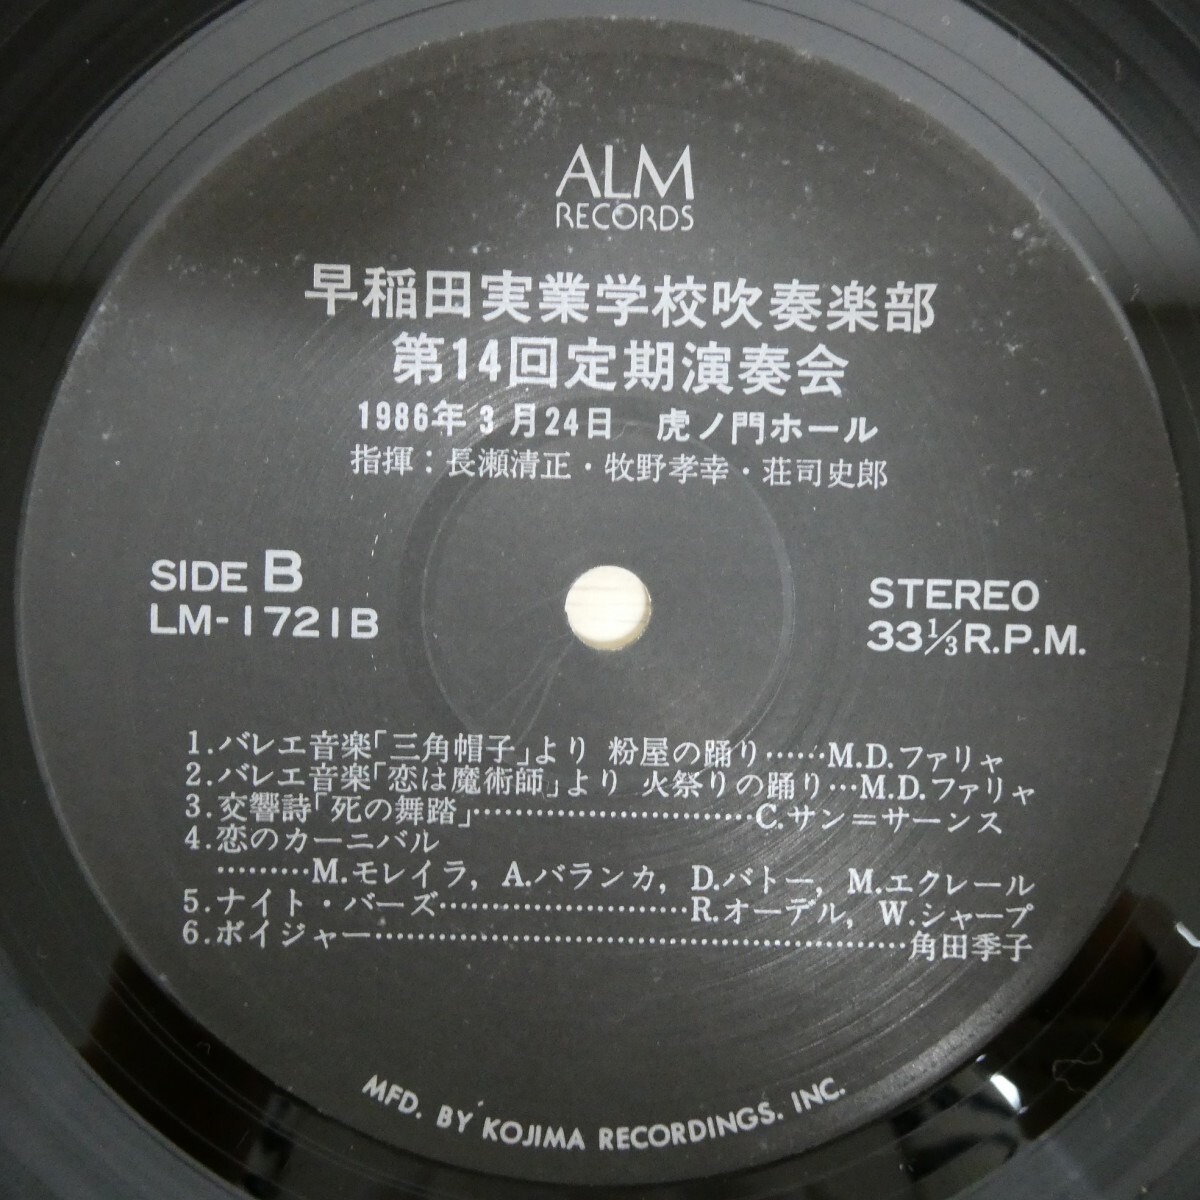 ALM
RECORDS
早稲田実業学校吹奏楽部
第14回定期演奏会
1986年3月24日 虎ノ門ホール
指揮：長瀬清正・牧野孝幸・荘司史郎
SIDE B
LM-1721B
STEREO
33 1/3 R.P.M.
1.バレエ音楽「三角帽子」より 粉屋の踊り……M.D.ファリャ
2.バレエ音楽「恋は魔術師」より 火祭りの踊り…M.D.ファリャ
3.交響詩「死の舞踏」…………………………C.サン＝サーンス
4.恋のカーニバル
………M.モレイラ, A.バランカ, D.バトー, M.エクレール
5.ナイト・バーズ………………………R.オーデル, W.シャープ
6.ボイジャー……………………………………………………角田季子
MFD. BY KOJIMA RECORDINGS. INC.